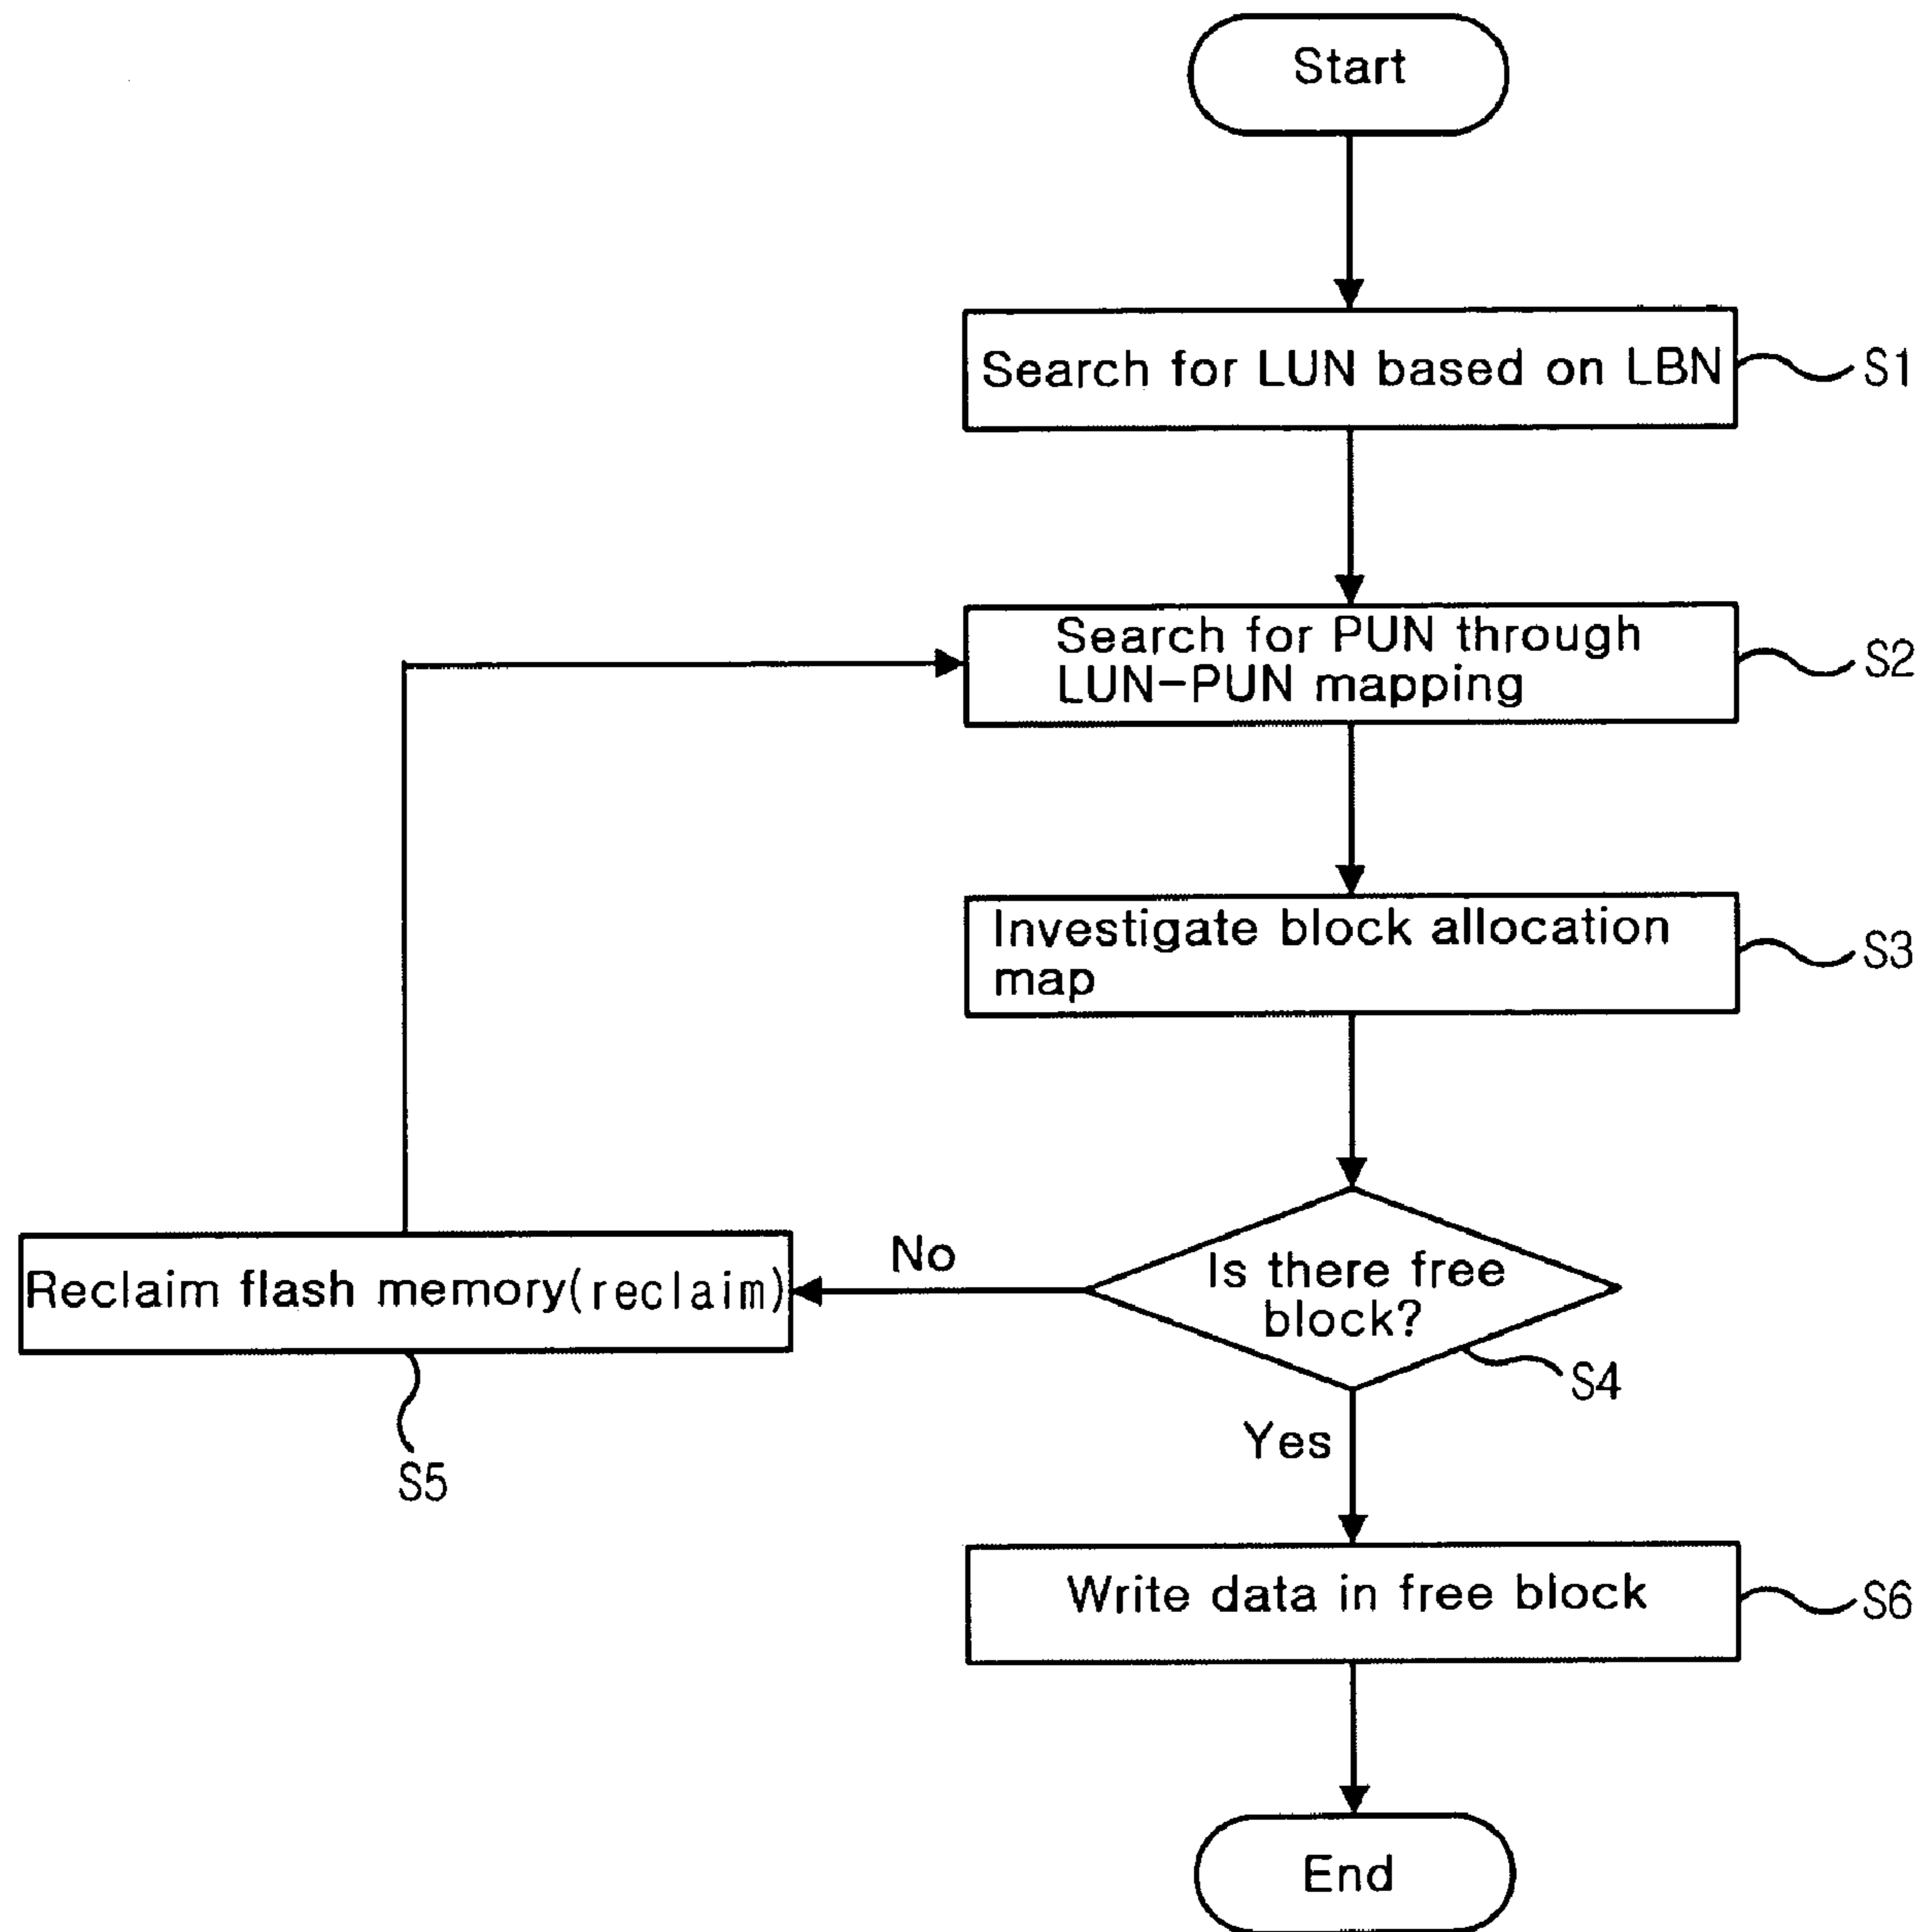 Start
Search for LUN based on LBN
S1
Search for PUN through
LUN-PUN mapping
S2
Investigate block allocation
map
S3
Is there free
block?
S4
No
Reclaim flash memory(reclaim)
S5
Yes
Write data in free block
S6
End